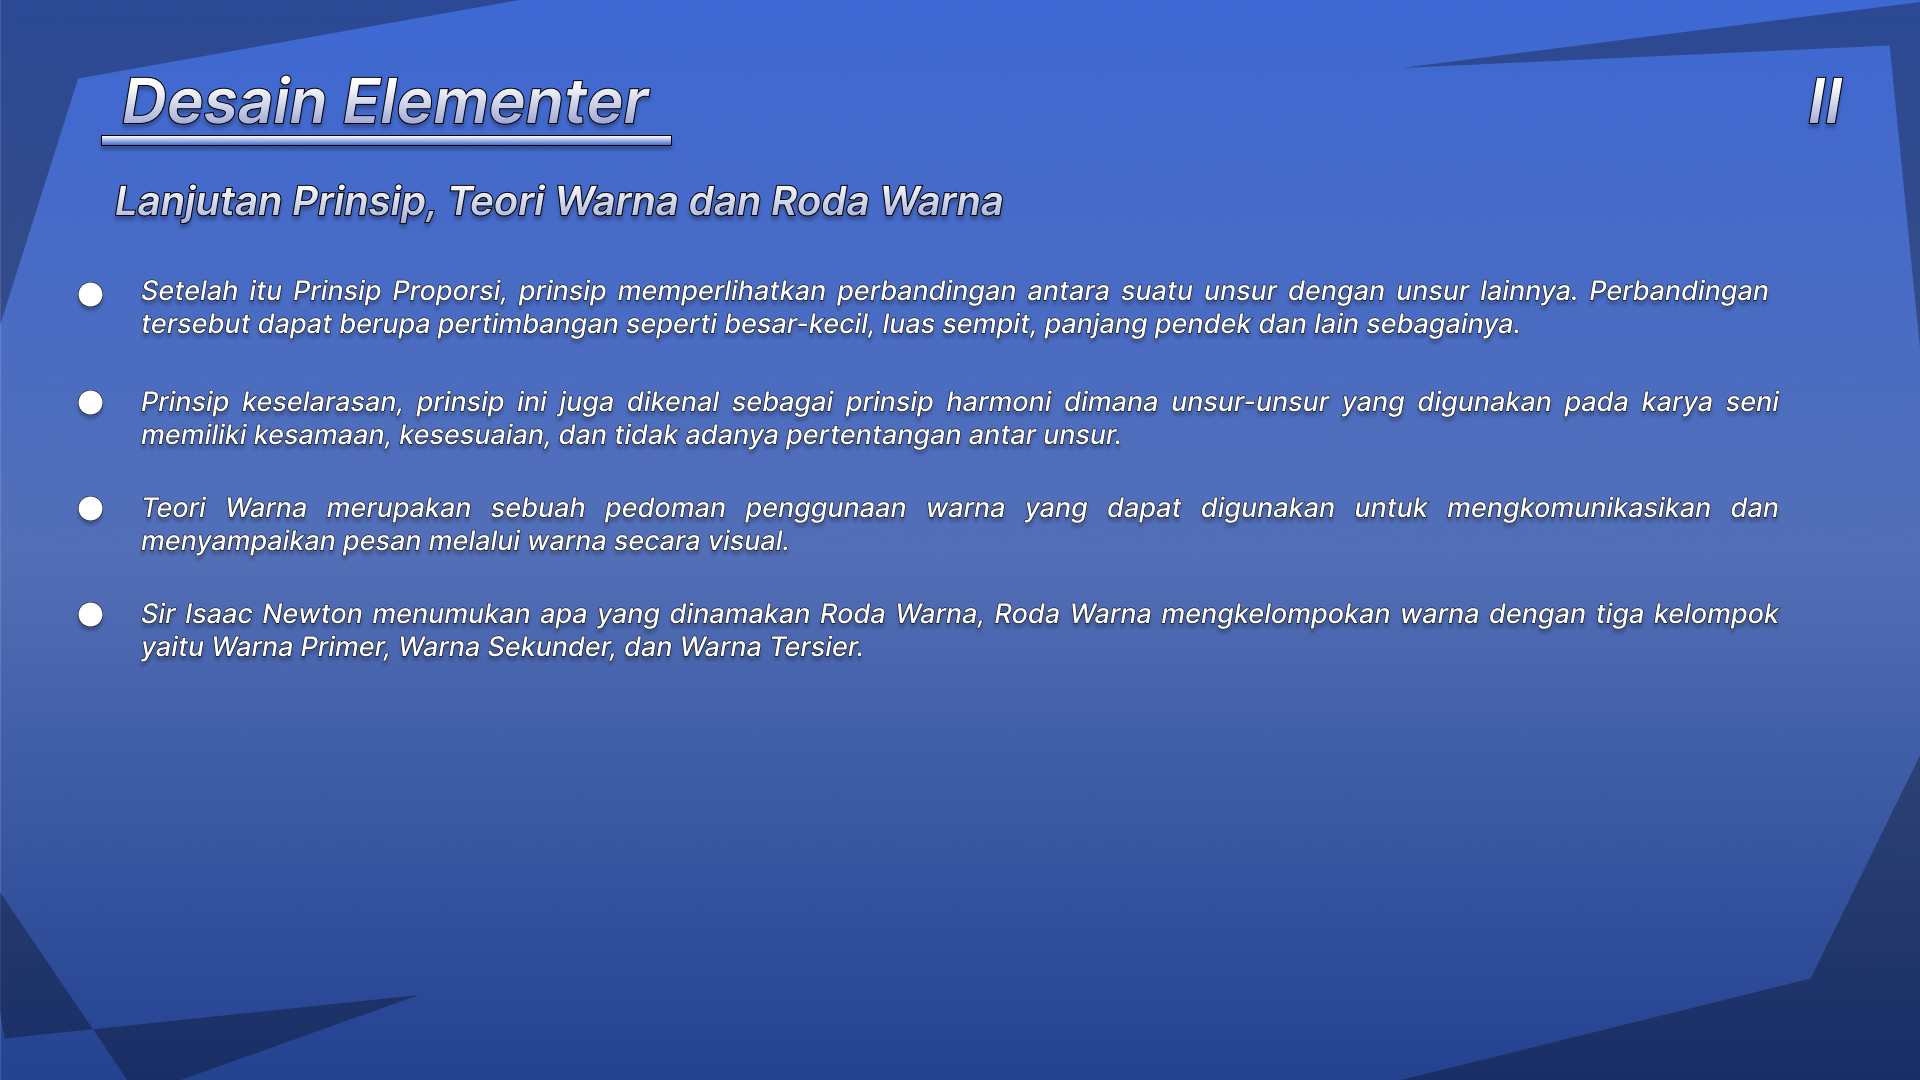 Desain Elementer
II
Lanjutan Prinsip, Teori Warna dan Roda Warna
Setelah itu Prinsip Proporsi, prinsip memperlihatkan perbandingan antara suatu unsur dengan unsur lainnya. Perbandingan
tersebut dapat berupa pertimbangan seperti besar-kecil, luas sempit, panjang pendek dan lain sebagainya.
Prinsip keselarasan, prinsip ini juga dikenal sebagai prinsip harmoni dimana unsur-unsur yang digunakan pada karya seni
memiliki kesamaan, kesesuaian, dan tidak adanya pertentangan antar unsur.
Teori Warna merupakan sebuah pedoman penggunaan warna yang dapat digunakan untuk mengkomunikasikan dan
menyampaikan pesan melalui warna secara visual.
Sir Isaac Newton menumukan apa yang dinamakan Roda Warna, Roda Warna mengkelompokan warna dengan tiga kelompok
yaitu Warna Primer, Warna Sekunder, dan Warna Tersier.